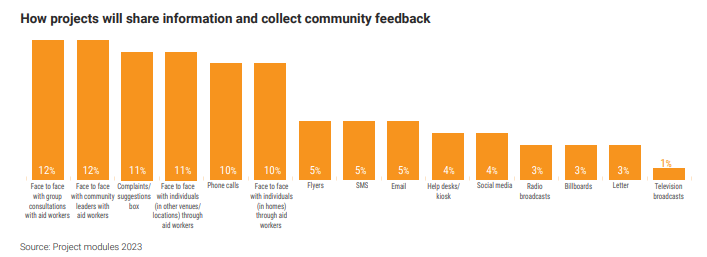 How projects will share information and collect community feedback
12%
12%
11%
11%
10%
10%
5%
5%
5%
4%
4%
3%
3%
3%
1%
Face to face
with group
consultations
with aid workers
Face to face
with community
leaders with
aid workers
Complaints/
suggestions
box
Face to face
with individuals
(in other venues/
locations) through
aid workers
Phone calls
Face to face
with individuals
(in homes)
through aid
workers
Flyers
SMS
Email
Help desks/
kiosk
Social media
Radio
broadcasts
Billboards
Letter
Television
broadcasts
Source: Project modules 2023